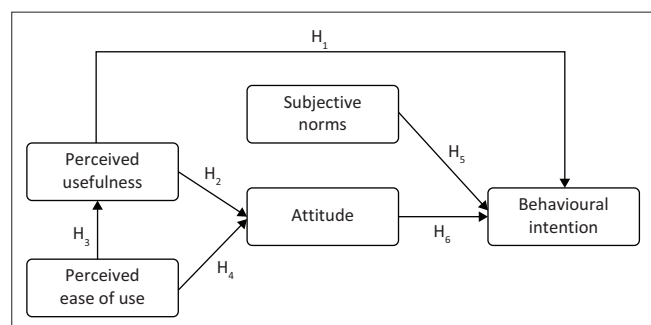 H₁
Subjective
norms
Perceived
usefulness
H₂
H₅
Attitude
Behavioural
intention
H₃
H₄
H₆
Perceived
ease of use